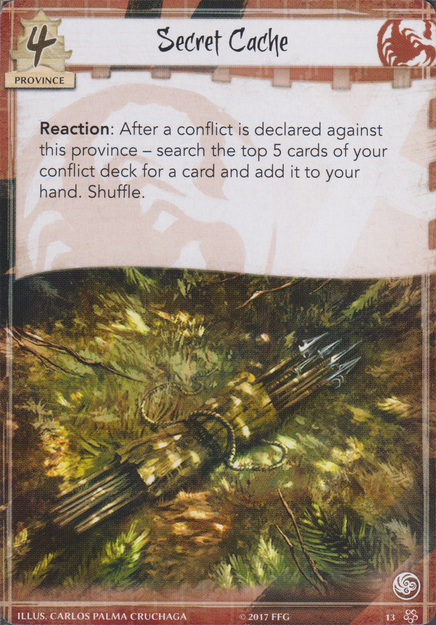 4
Secret Cache
PROVINCE
Reaction: After a conflict is declared against
this province – search the top 5 cards of your
conflict deck for a card and add it to your
hand. Shuffle.
ILLUS. CARLOS PALMA CRUCHAGA
© 2017 FFG
13